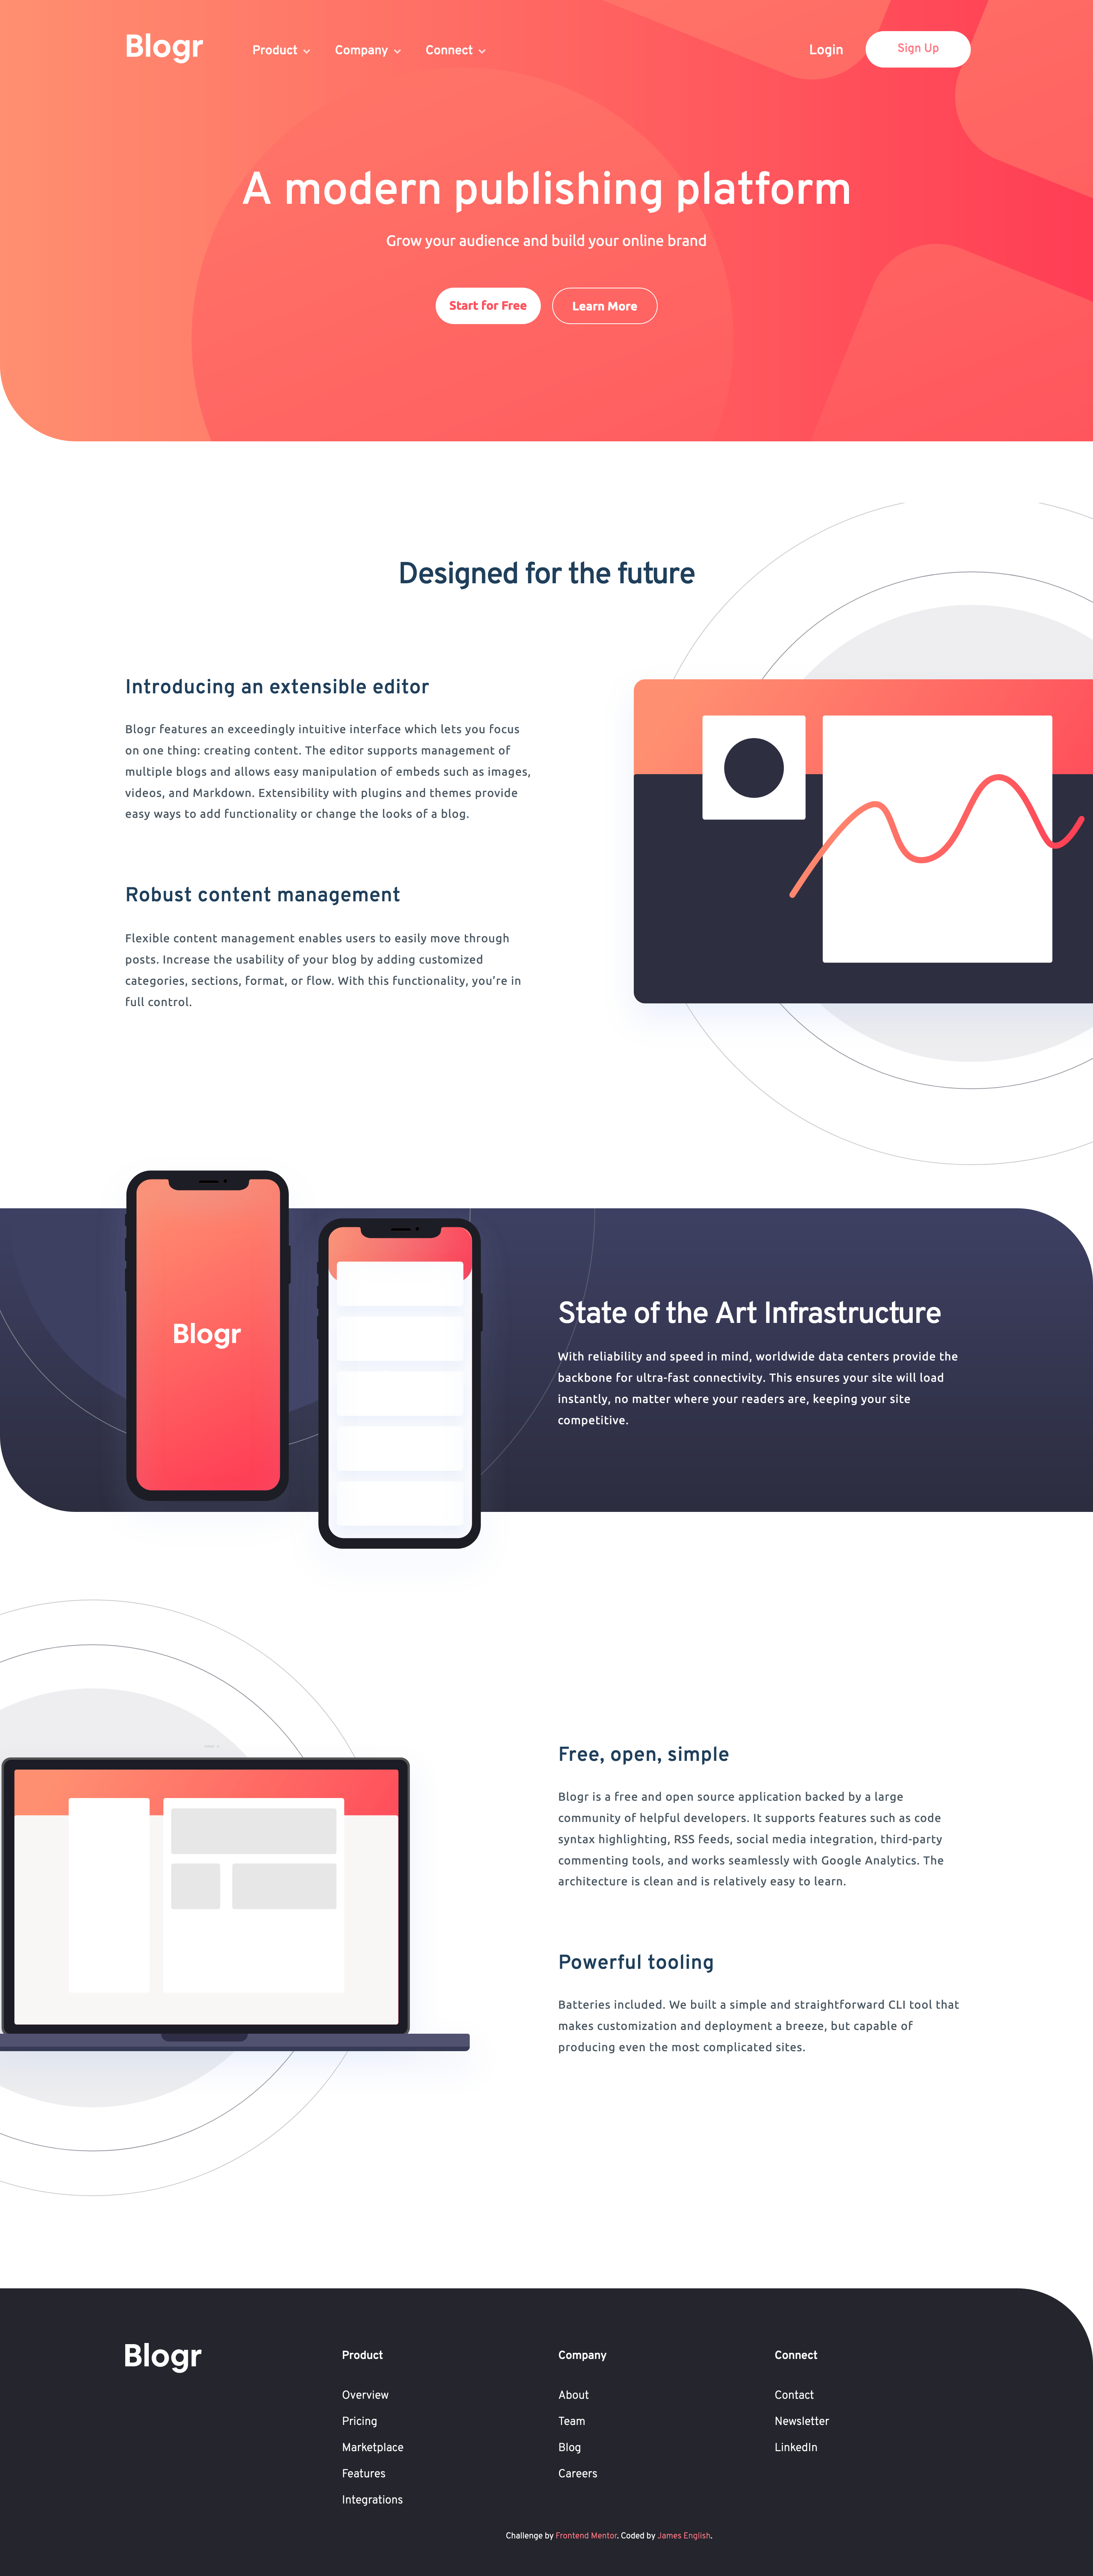 Blogr
Product
Company
Connect
Login
Sign Up
A modern publishing platform
Grow your audience and build your online brand
Start for Free
Learn More
Designed for the future
Introducing an extensible editor
Blogr features an exceedingly intuitive interface which lets you focus
on one thing: creating content. The editor supports management of
multiple blogs and allows easy manipulation of embeds such as images,
videos, and Markdown. Extensibility with plugins and themes provide
easy ways to add functionality or change the looks of a blog.
Robust content management
Flexible content management enables users to easily move through
posts. Increase the usability of your blog by adding customized
categories, sections, format, or flow. With this functionality, you're in
full control.
Blogr
State of the Art Infrastructure
With reliability and speed in mind, worldwide data centers provide the
backbone for ultra-fast connectivity. This ensures your site will load
instantly, no matter where your readers are, keeping your site
competitive.
Free, open, simple
Blogr is a free and open source application backed by a large
community of helpful developers. It supports features such as code
syntax highlighting, RSS feeds, social media integration, third-party
commenting tools, and works seamlessly with Google Analytics. The
architecture is clean and is relatively easy to learn.
Powerful tooling
Batteries included. We built a simple and straightforward CLI tool that
makes customization and deployment a breeze, but capable of
producing even the most complicated sites.
Blogr
Product
Overview
Pricing
Marketplace
Features
Integrations
Company
About
Team
Blog
Careers
Connect
Contact
Newsletter
LinkedIn
Challenge by Frontend Mentor. Coded by James English.